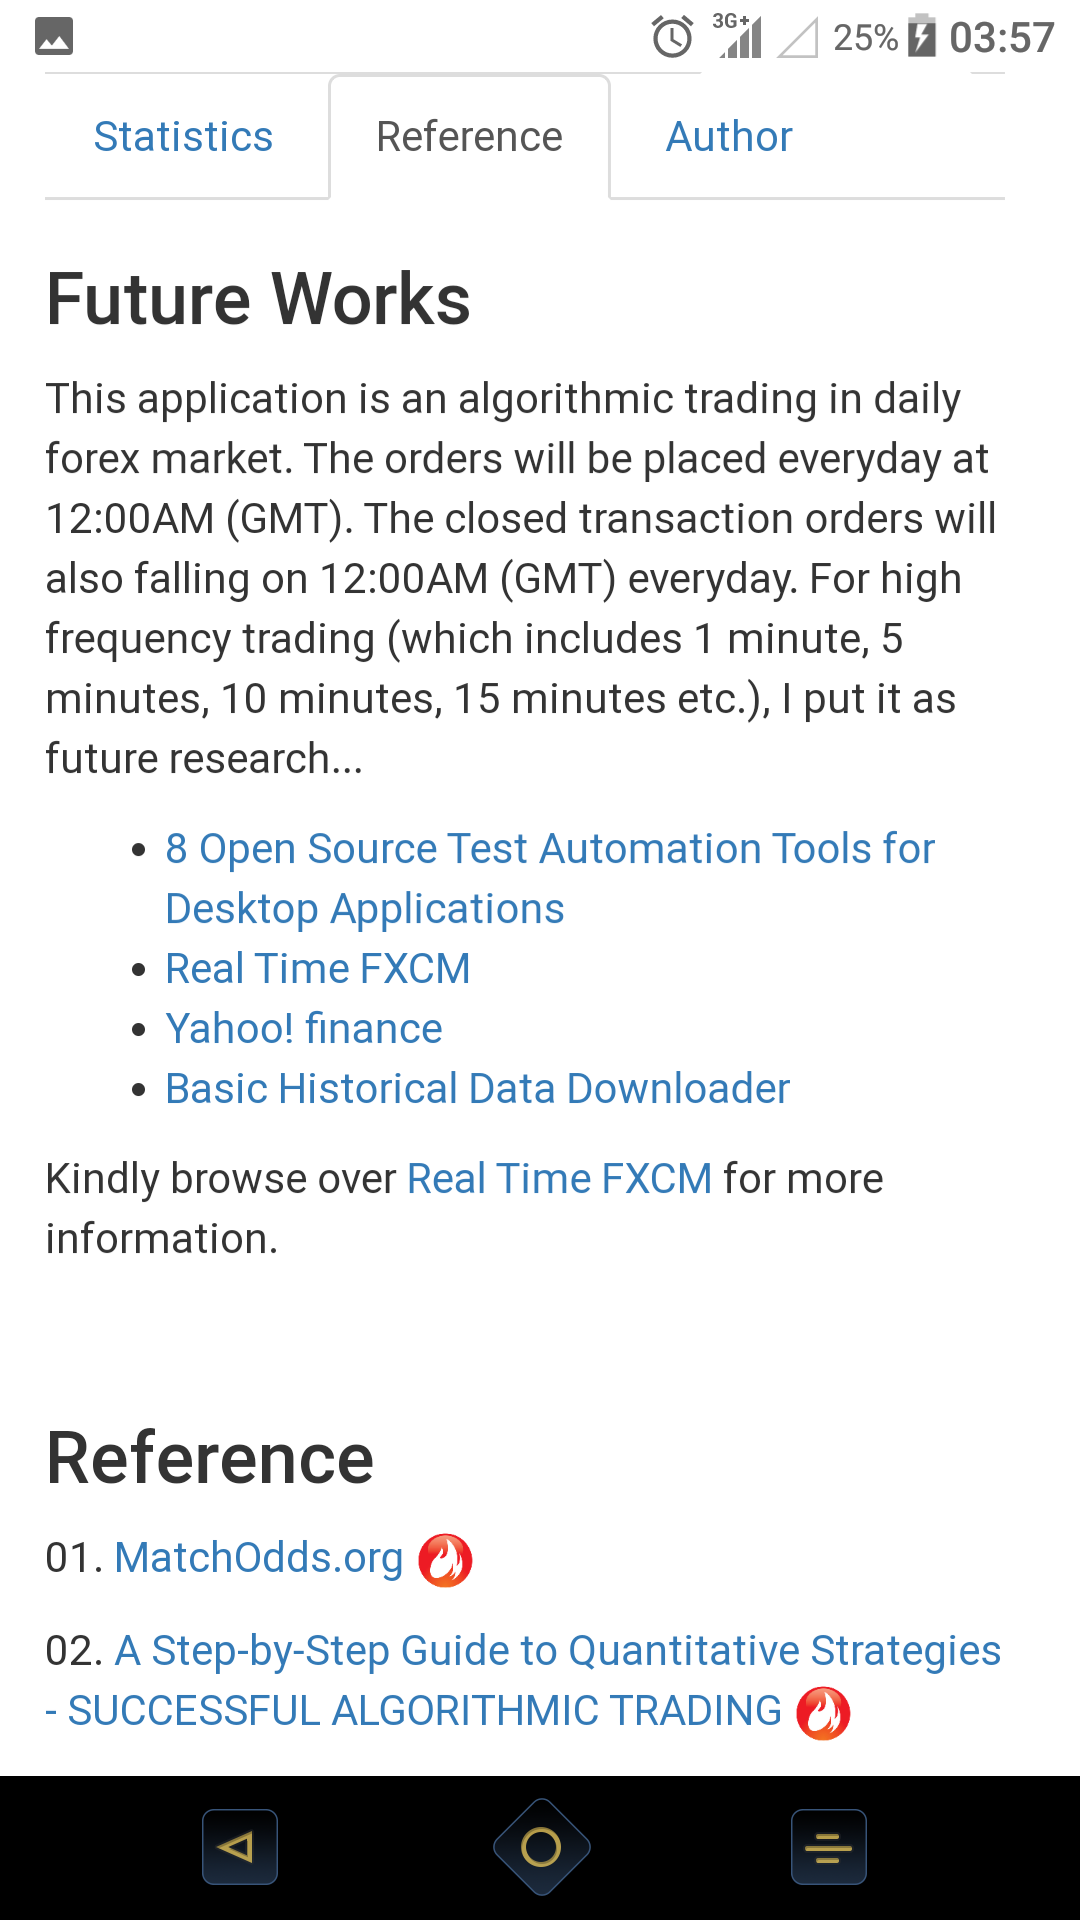 3G+ 25% 03:57
Statistics Reference Author
Future Works
This application is an algorithmic trading in daily
forex market. The orders will be placed everyday at
12:00AM (GMT). The closed transaction orders will
also falling on 12:00AM (GMT) everyday. For high
frequency trading (which includes 1 minute, 5
minutes, 10 minutes, 15 minutes etc.), I put it as
future research...
• 8 Open Source Test Automation Tools for
Desktop Applications
• Real Time FXCM
• Yahoo! finance
• Basic Historical Data Downloader
Kindly browse over Real Time FXCM for more
information.
Reference
01. MatchOdds.org
02. A Step-by-Step Guide to Quantitative Strategies
- SUCCESSFUL ALGORITHMIC TRADING